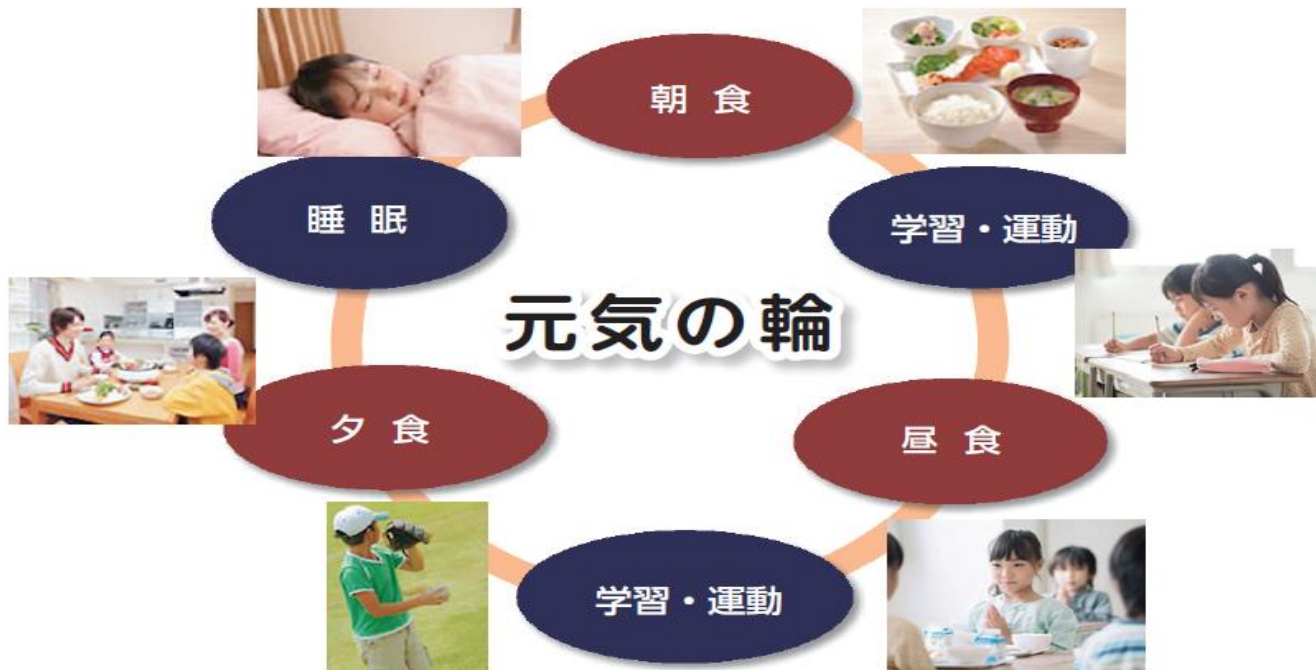 朝 食
睡 眠
学習・運動
元気の輪
夕 食
昼 食
学習・運動